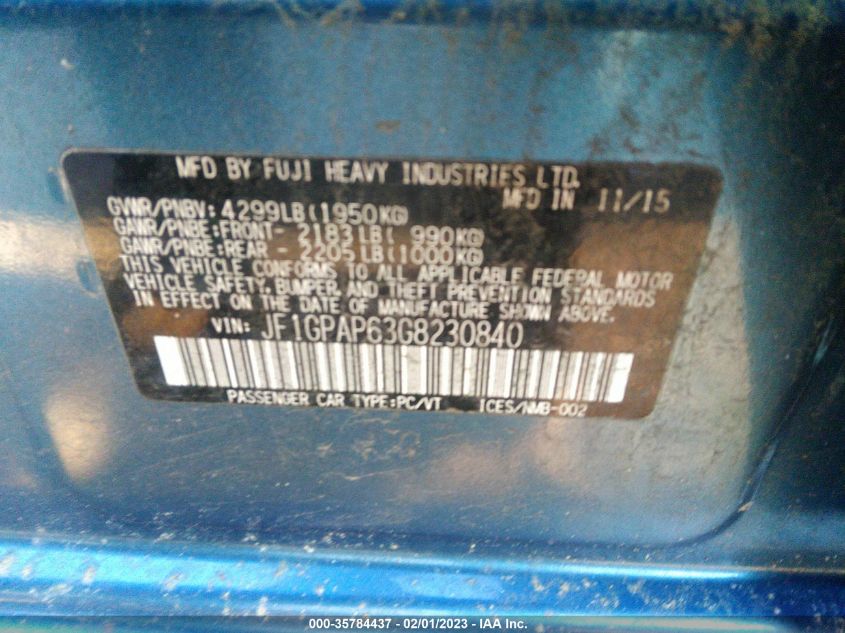 MFD BY FUJI HEAVY INDUSTRIES LTD.
MFD IN 11/15
GVWR/PNBV: 4299LB(1950KG)
GAWR/PNBE:FRONT- 2183LB( 990KG)
GAWR/PNBE:REAR - 2205LB(1000KG)
THIS VEHICLE CONFORMS TO ALL APPLICABLE FEDERAL MOTOR
VEHICLE SAFETY, BUMPER, AND THEFT PREVENTION STANDARDS
IN EFFECT ON THE DATE OF MANUFACTURE SHOWN ABOVE.
VIN: JF1GPAP63G8230840
PASSENGER CAR TYPE:PC/VT ICES/NMB-002
000-35784437 - 02/01/2023 - IAA Inc.